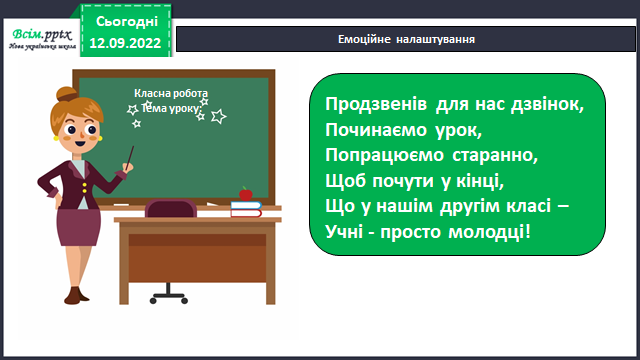 Всім.pptx
Нова українська школа
Сьогодні
12.09.2022
Емоційне налаштування
Класна робота
Тема уроку:
Продзвенів для нас дзвінок,
Починаємо урок,
Попрацюємо старанно,
Щоб почути у кінці,
Що у нашім другім класі –
Учні - просто молодці!